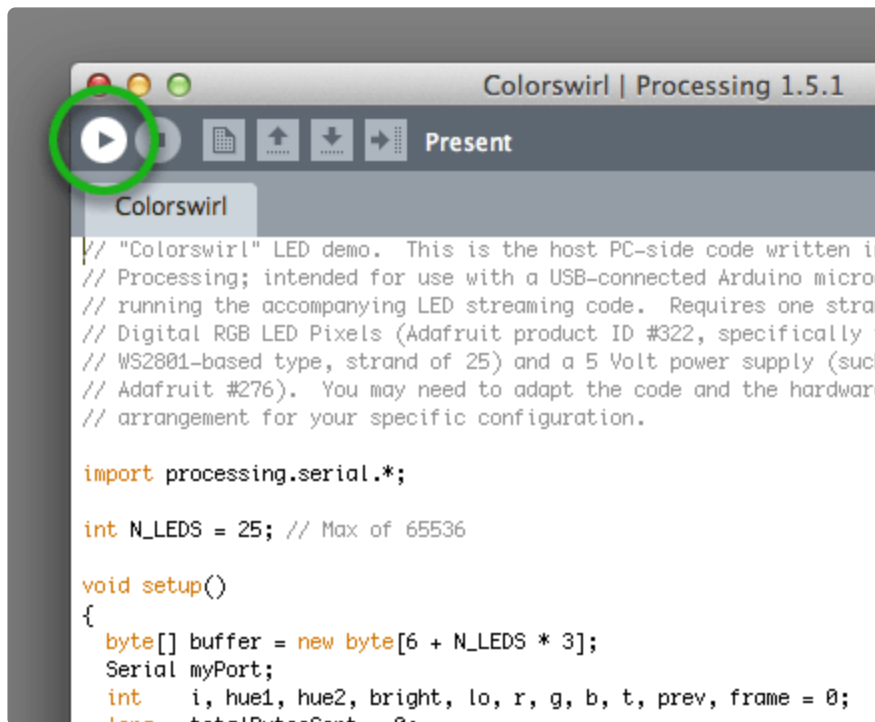 Colorswirl | Processing 1.5.1
Present
Colorswirl
// "Colorswirl" LED demo.  This is the host PC-side code written
// Processing; intended for use with a USB-connected Arduino
// running the accompanying LED streaming code.  Requires one
// Digital RGB LED Pixels (Adafruit product ID #322, specifically
// WS2801-based type, strand of 25) and a 5 Volt power supply
// Adafruit #276).  You may need to adapt the code and the
// arrangement for your specific configuration.
import processing.serial.*;
int N_LEDS = 25; // Max of 65536
void setup()
{
  byte[] buffer = new byte[6 + N_LEDS * 3];
  Serial myPort;
  int    i, hue1, hue2, bright, lo, r, g, b, t, prev, frame = 0;